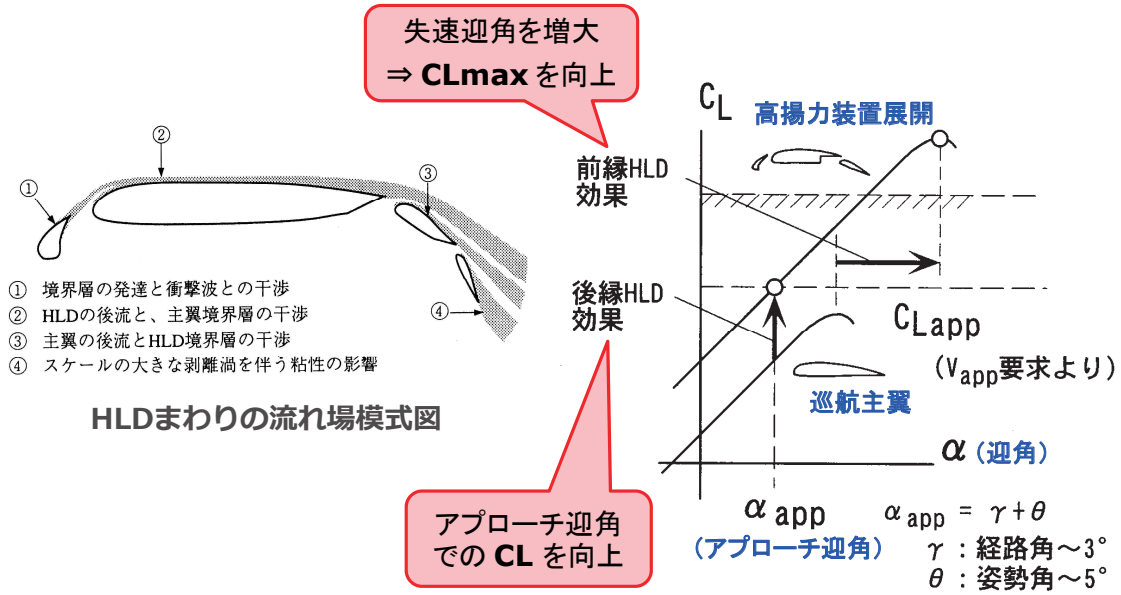 失速迎角を増大
⇒ CLmax を向上
CL
高揚力装置展開
②
①
③
④
前縁HLD
効果
後縁HLD
効果
CLapp
(Vapp要求より)
巡航主翼
α (迎角)
① 境界層の発達と衝撃波との干渉
② HLDの後流と、主翼境界層の干渉
③ 主翼の後流とHLD境界層の干渉
④ スケールの大きな剥離渦を伴う粘性の影響
HLDまわりの流れ場模式図
アプローチ迎角
での CL を向上
α app
(アプローチ迎角)
α app = γ+θ
γ : 経路角~3°
θ : 姿勢角~5°